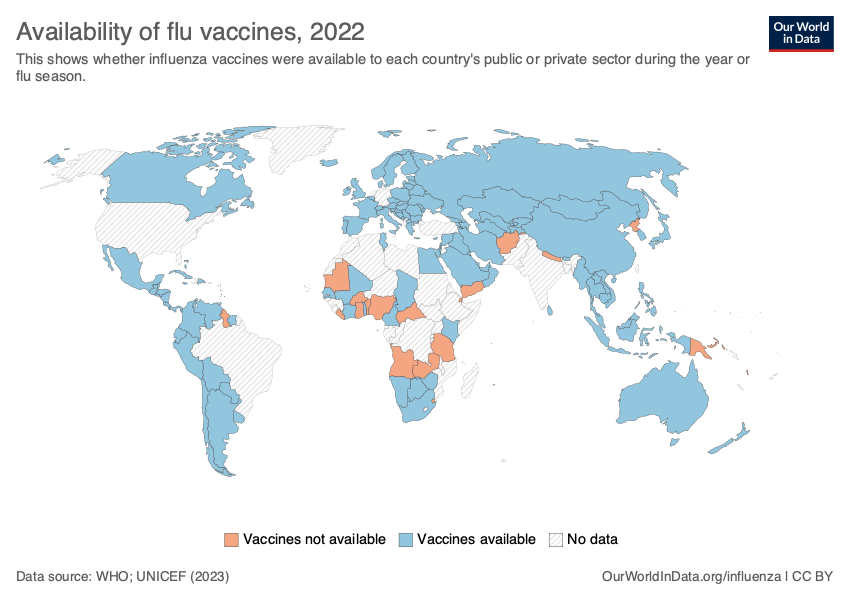 Availability of flu vaccines, 2022
Our World
in Data
This shows whether influenza vaccines were available to each country's public or private sector during the year or
flu season.
Vaccines not available
Vaccines available
No data
Data source: WHO; UNICEF (2023)
OurWorldInData.org/influenza | CC BY